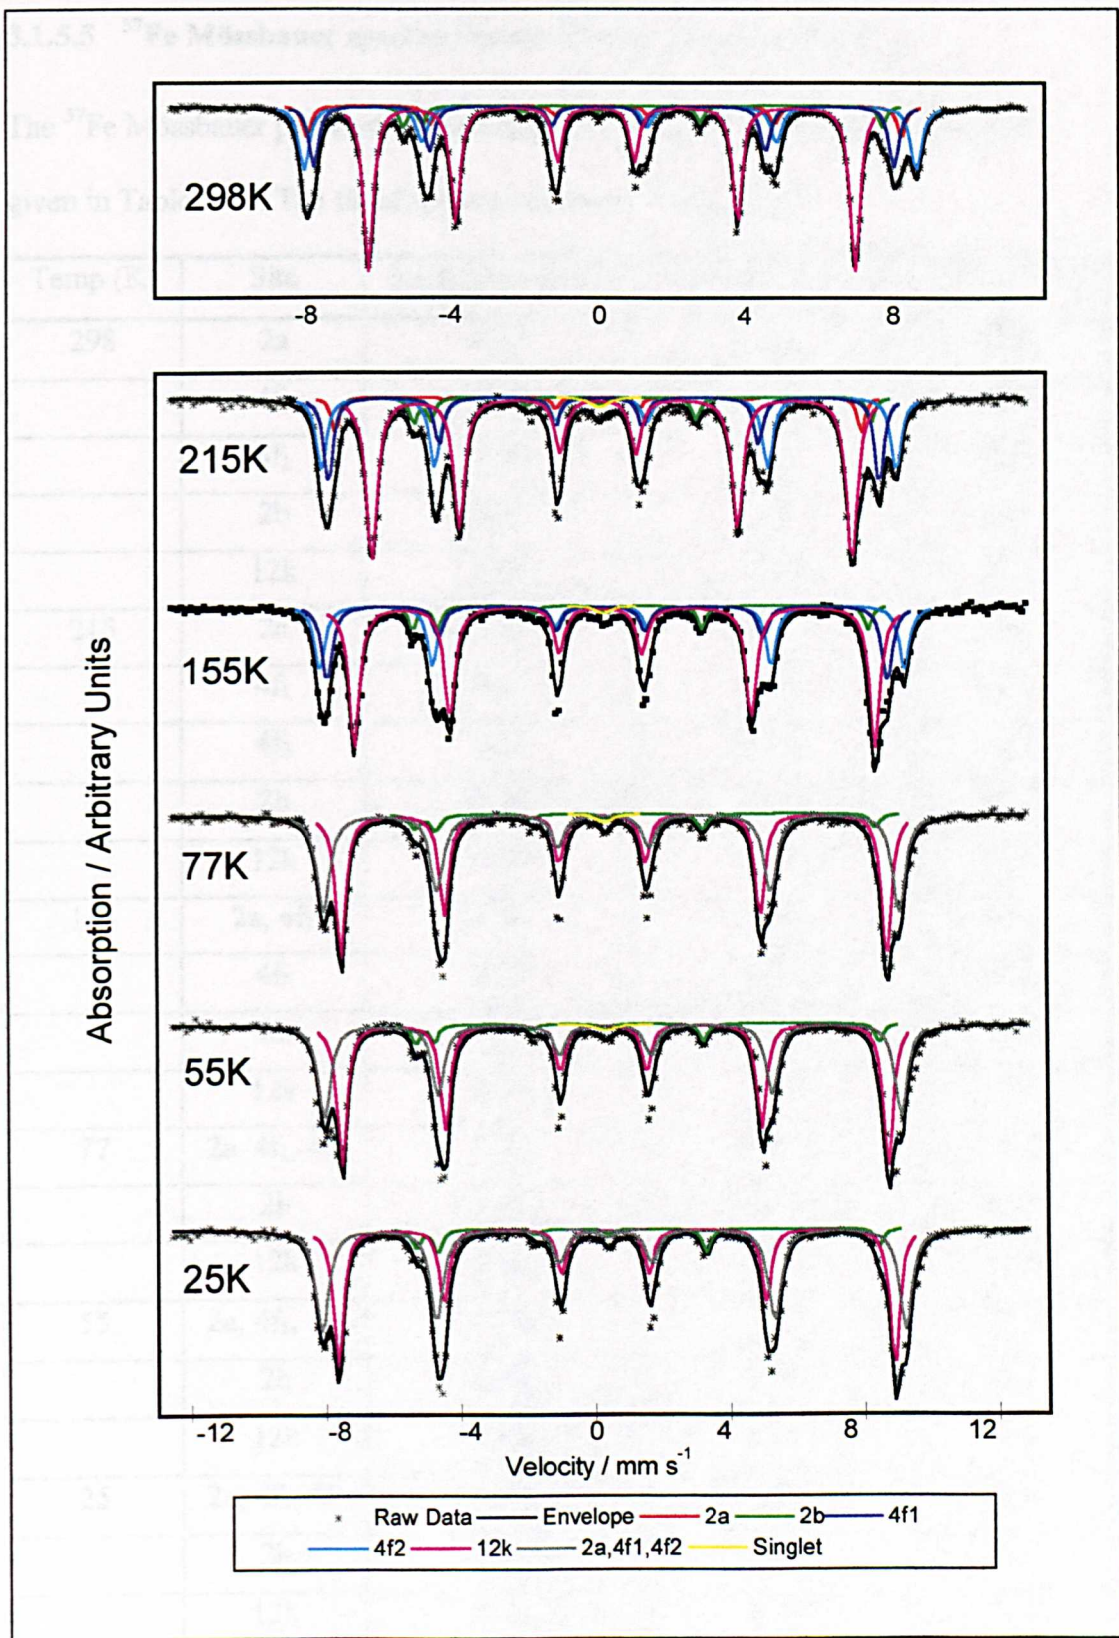 298K
-8 -4 0 4 8
215K
155K
77K
55K
25K
Absorption / Arbitrary Units
-12 -8 -4 0 4 8 12
Velocity / mm s⁻¹
Raw Data Envelope 2a 2b 4f1
4f2 12k 2a,4f1,4f2 Singlet